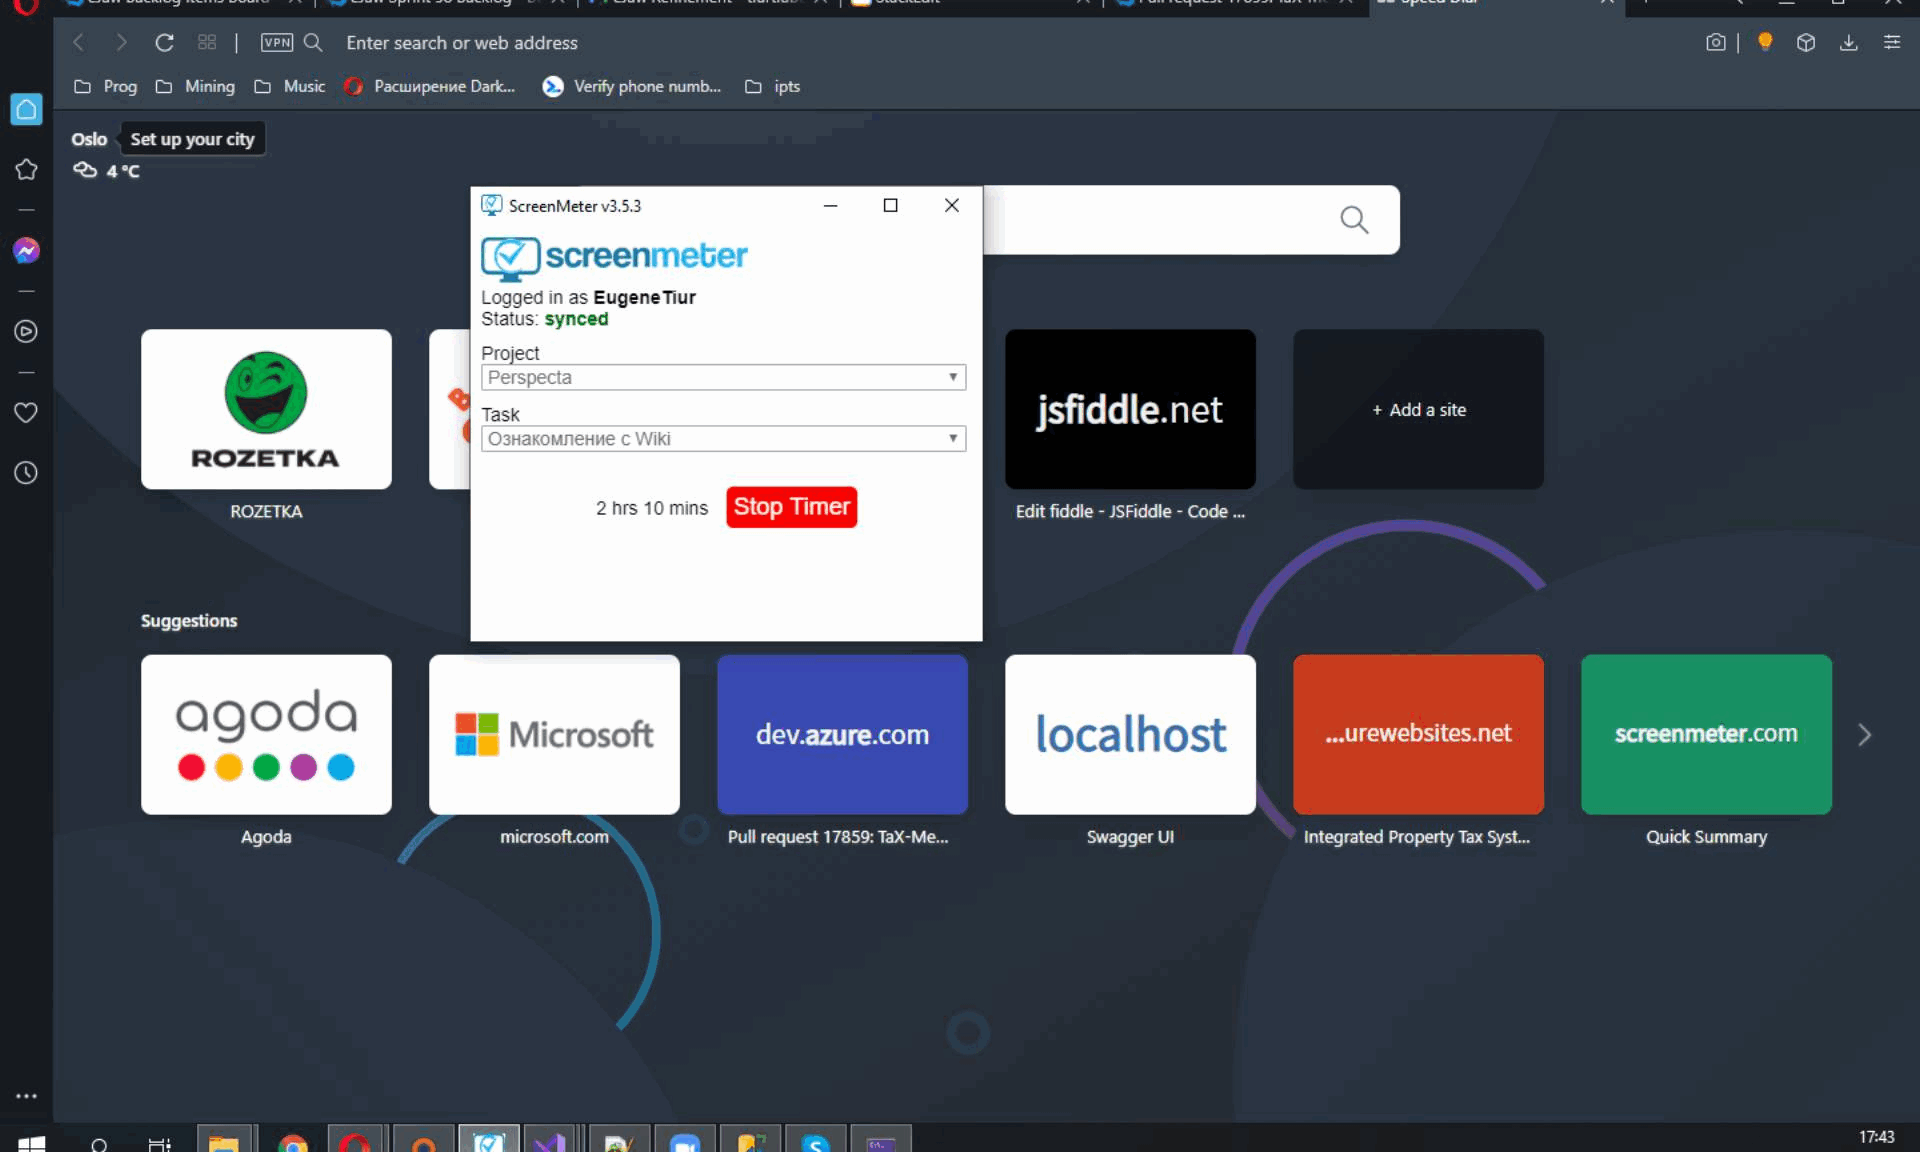 VPN
Enter search or web address
Prog
Mining
Music
Расширение Dark...
Verify phone numb...
ipts
Oslo
Set up your city
4 °C
ScreenMeter v3.5.3
screenmeter
Logged in as EugeneTiur
Status: synced
Project
Perspecta
Task
Ознакомление с Wiki
2 hrs 10 mins
Stop Timer
ROZETKA
jsfiddle.net
+ Add a site
ROZETKA
Edit fiddle - JSFiddle - Code ...
Suggestions
agoda
Microsoft
dev.azure.com
localhost
...urewebsites.net
screenmeter.com
Agoda
microsoft.com
Pull request 17859: TaX-Me...
Swagger UI
Integrated Property Tax Syst...
Quick Summary
17:43